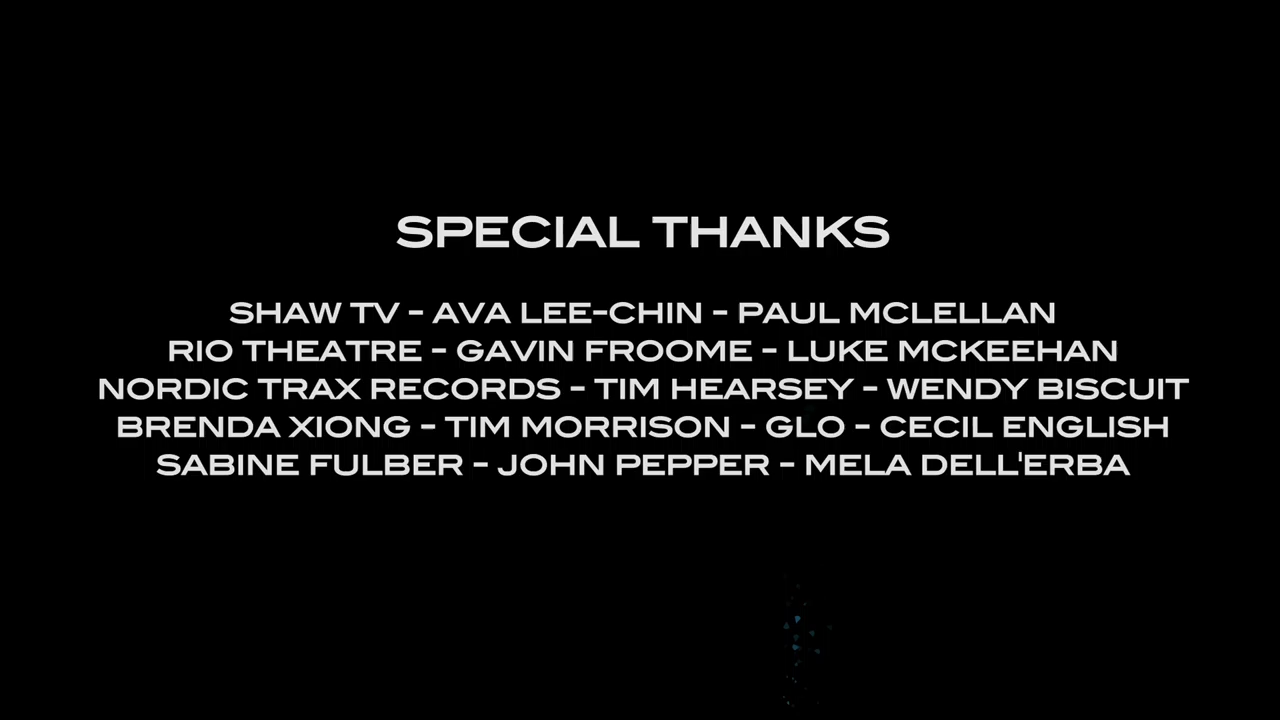 SPECIAL THANKS
SHAW TV - AVA LEE-CHIN - PAUL MCLELLAN
RIO THEATRE - GAVIN FROOME - LUKE MCKEEHAN
NORDIC TRAX RECORDS - TIM HEARSEY - WENDY BISCUIT
BRENDA XIONG - TIM MORRISON - GLO - CECIL ENGLISH
SABINE FULBER - JOHN PEPPER - MELA DELL'ERBA